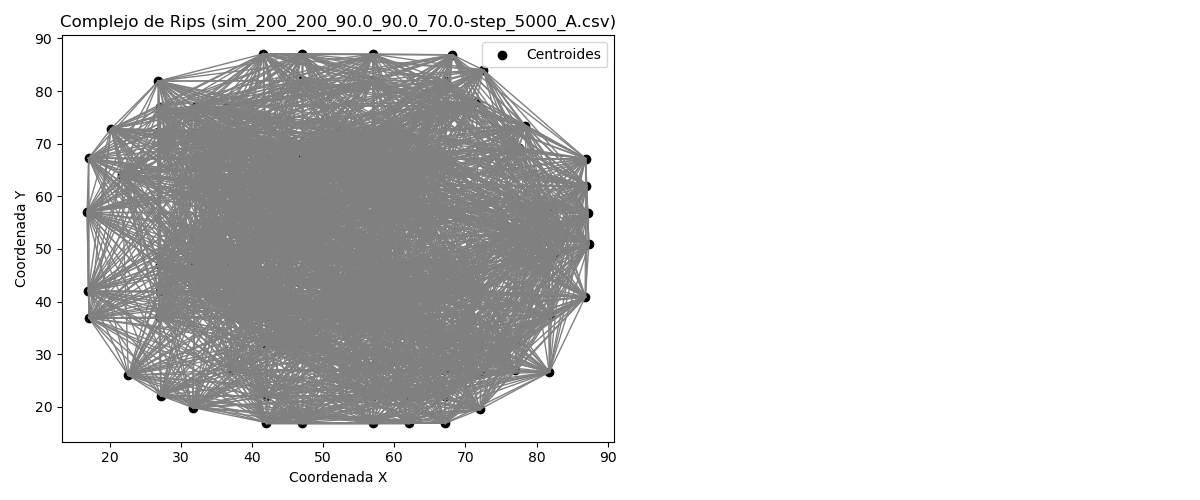 Complejo de Rips (sim_200_200_90.0_90.0_70.0-step_5000_A.csv)
Centroides
90
80
70
60
50
40
30
20
Coordenada Y
20 30 40 50 60 70 80 90
Coordenada X